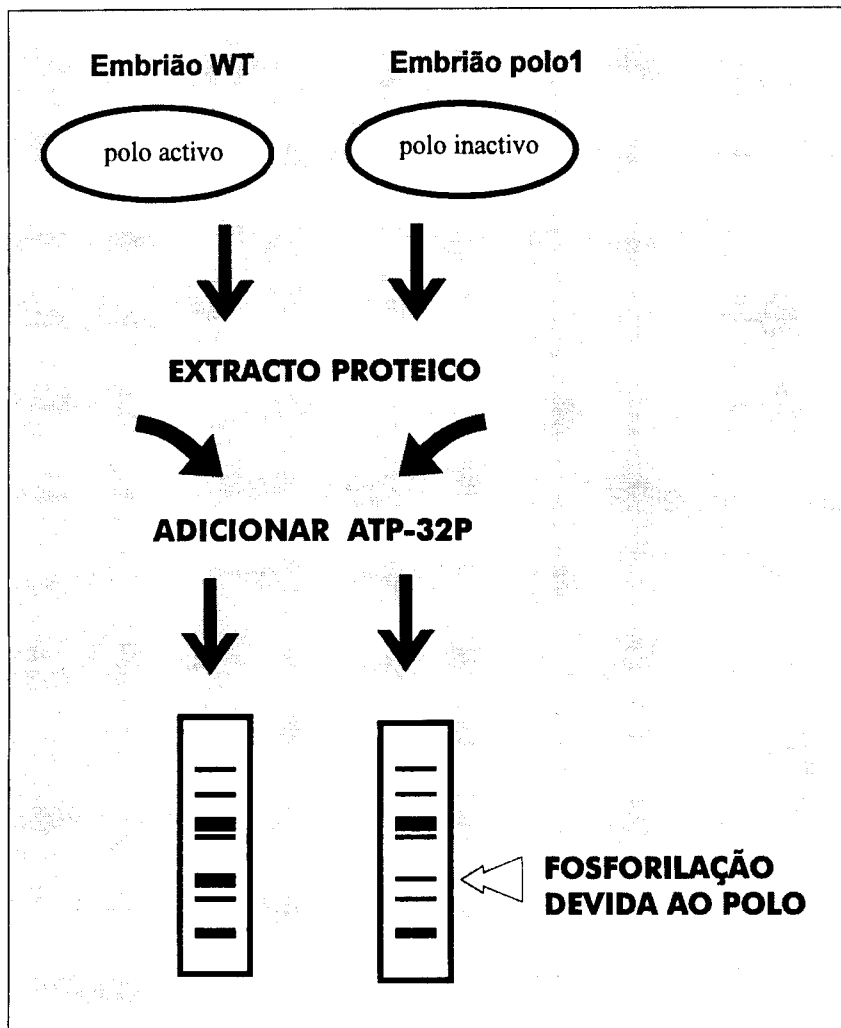 Embrião WT
Embrião polo1
polo activo
polo inactivo
EXTRACTO PROTEICO
ADICIONAR ATP-32P
FOSFORILAÇÃO
DEVIDA AO POLO